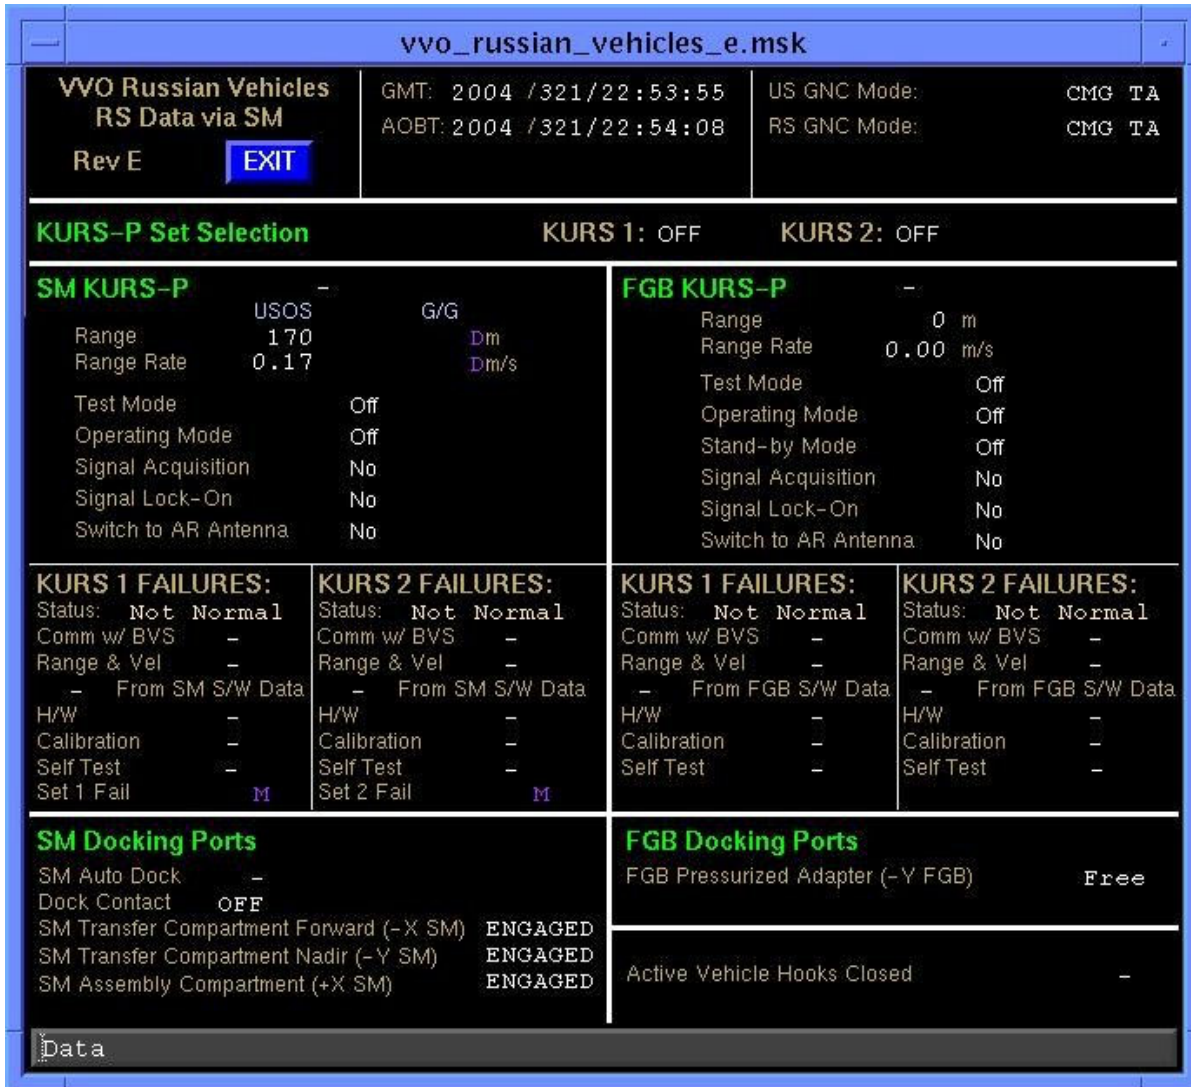 vvo_russian_vehicles_e.msk
VVO Russian Vehicles
RS Data via SM
Rev E EXIT
GMT: 2004 /321/22:53:55
AOBT: 2004 /321/22:54:08
US GNC Mode: CMG TA
RS GNC Mode: CMG TA
KURS-P Set Selection KURS 1: OFF KURS 2: OFF
SM KURS-P -
USOS G/G
Range 170 Dm
Range Rate 0.17 Dm/s
Test Mode Off
Operating Mode Off
Signal Acquisition No
Signal Lock-On No
Switch to AR Antenna No
FGB KURS-P -
Range 0 m
Range Rate 0.00 m/s
Test Mode Off
Operating Mode Off
Stand-by Mode Off
Signal Acquisition No
Signal Lock-On No
Switch to AR Antenna No
KURS 1 FAILURES:
Status: Not Normal
Comm w/ BVS -
Range & Vel -
- From SM S/W Data
H/W -
Calibration -
Self Test -
Set 1 Fail M
KURS 2 FAILURES:
Status: Not Normal
Comm w/ BVS -
Range & Vel -
- From SM S/W Data
H/W -
Calibration -
Self Test -
Set 2 Fail M
KURS 1 FAILURES:
Status: Not Normal
Comm w/ BVS -
Range & Vel -
- From FGB S/W Data
H/W -
Calibration -
Self Test -
KURS 2 FAILURES:
Status: Not Normal
Comm w/ BVS -
Range & Vel -
- From FGB S/W Data
H/W -
Calibration -
Self Test -
SM Docking Ports
SM Auto Dock -
Dock Contact OFF
SM Transfer Compartment Forward (-X SM) ENGAGED
SM Transfer Compartment Nadir (-Y SM) ENGAGED
SM Assembly Compartment (+X SM) ENGAGED
FGB Docking Ports
FGB Pressurized Adapter (-Y FGB) Free
Active Vehicle Hooks Closed -
Data